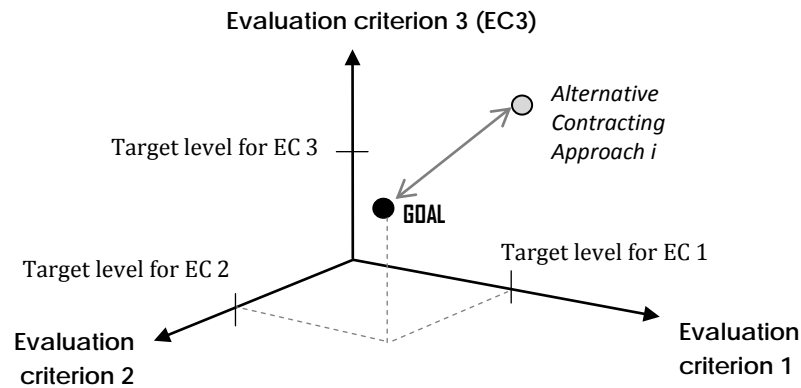 Evaluation criterion 3 (EC3)
Alternative
Contracting
Approach i
Target level for EC 3
GOAL
Target level for EC 1
Target level for EC 2
Evaluation
criterion 2
Evaluation
criterion 1